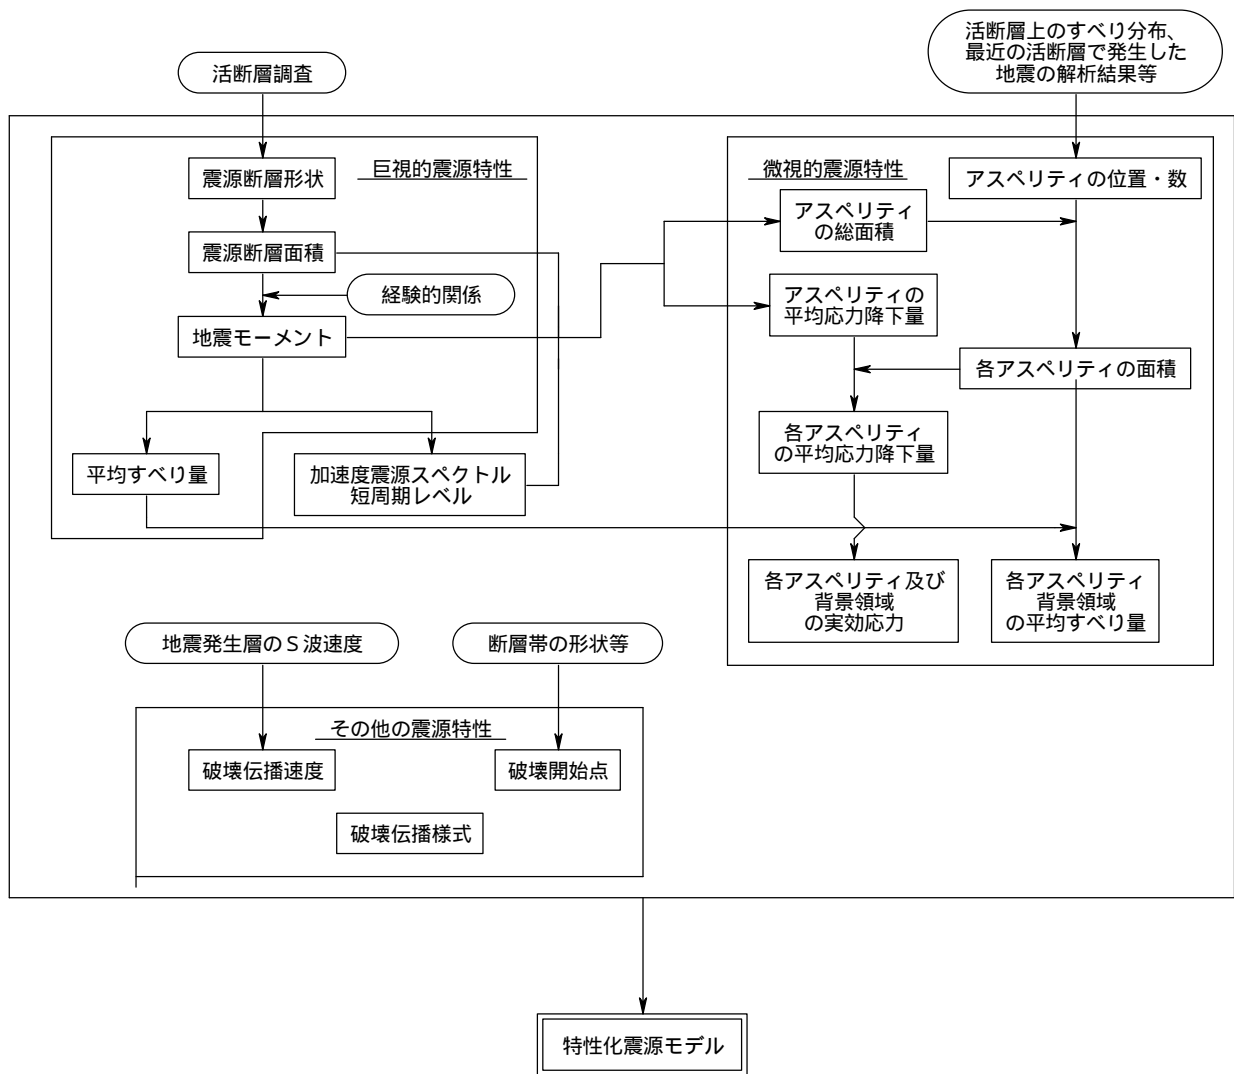 活断層調査
活断層上のすべり分布、
最近の活断層で発生した
地震の解析結果等
巨視的震源特性
震源断層形状
震源断層面積
経験的関係
地震モーメント
平均すべり量
加速度震源スペクトル
短周期レベル
微視的震源特性
アスペリティの位置・数
アスペリティ
の総面積
アスペリティの
平均応力降下量
各アスペリティの面積
各アスペリティ
の平均応力降下量
各アスペリティ及び
背景領域
の実効応力
各アスペリティ
背景領域
の平均すべり量
地震発生層のＳ波速度
断層帯の形状等
その他の震源特性
破壊伝播速度
破壊開始点
破壊伝播様式
特性化震源モデル